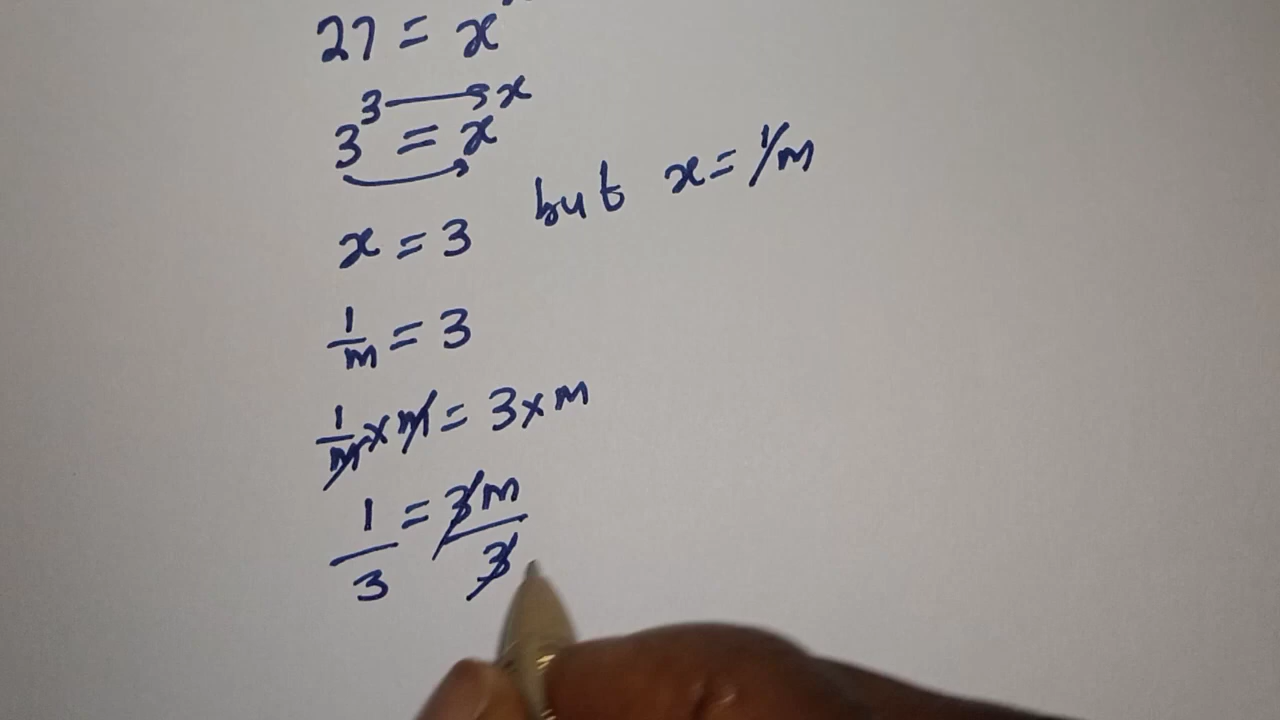 27 = x^x
3^3 = x^x
but x = 1/m
x = 3
1/m = 3
1/m × m = 3 × m
1/3 = 3m/3